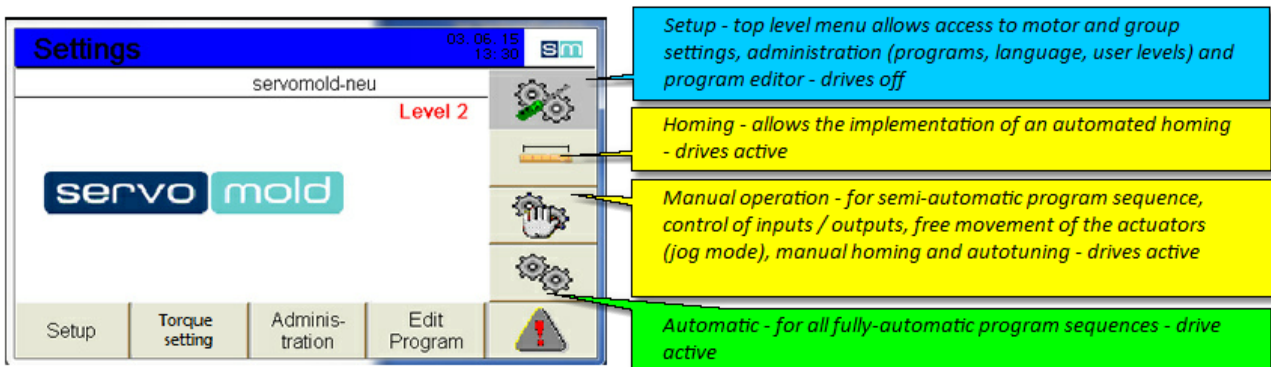 Settings
03.06.15
13:30
sm
servomold-neu
Level 2
servo mold
Setup
Torque
setting
Adminis-
tration
Edit
Program
Setup - top level menu allows access to motor and group
settings, administration (programs, language, user levels) and
program editor - drives off
Homing - allows the implementation of an automated homing
- drives active
Manual operation - for semi-automatic program sequence,
control of inputs / outputs, free movement of the actuators
(jog mode), manual homing and autotuning - drives active
Automatic - for all fully-automatic program sequences - drive
active